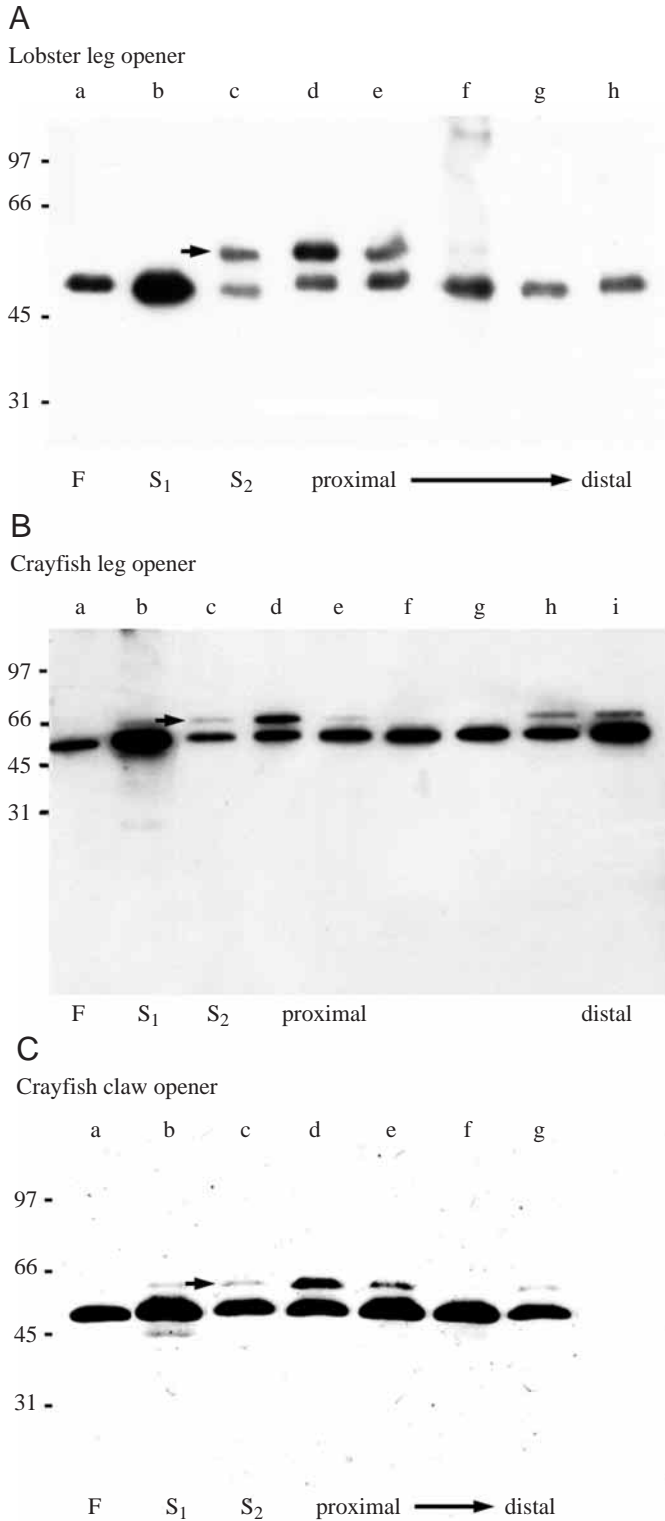 A
Lobster leg opener
a b c d e f g h
97
66
45
31
F S1 S2 proximal distal
B
Crayfish leg opener
a b c d e f g h i
97
66
45
31
F S1 S2 proximal distal
C
Crayfish claw opener
a b c d e f g
97
66
45
31
F S1 S2 proximal distal